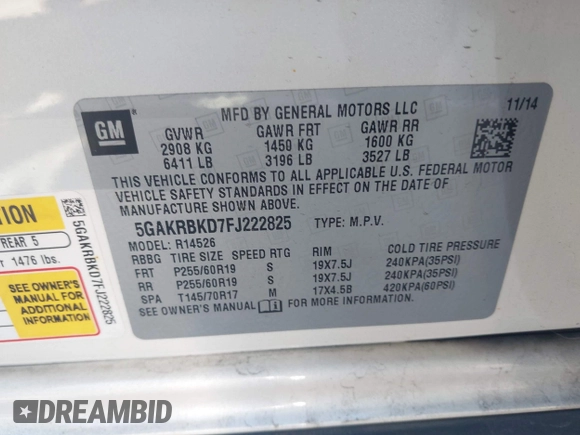 GM
MFD BY GENERAL MOTORS LLC 11/14
GVWR GAWR FRT GAWR RR
2908 KG 1450 KG 1600 KG
6411 LB 3196 LB 3527 LB
THIS VEHICLE CONFORMS TO ALL APPLICABLE U.S. FEDERAL MOTOR
VEHICLE SAFETY STANDARDS IN EFFECT ON THE DATE OF
MANUFACTURE SHOWN ABOVE.
5GAKRBKD7FJ222825 TYPE: M.P.V.
MODEL: R14526
RBBG TIRE SIZE SPEED RTG RIM COLD TIRE PRESSURE
FRT P255/60R19 S 19X7.5J 240KPA(35PSI)
RR P255/60R19 S 19X7.5J 240KPA(35PSI)
SPA T145/70R17 M 17X4.5B 420KPA(60PSI)
SEE OWNER'S MANUAL FOR MORE INFORMATION.
TION
REAR 5
r 1476 lbs.
SEE OWNER'S
MANUAL FOR
ADDITIONAL
INFORMATION
5GAKRBKD7FJ222825
DREAMBID